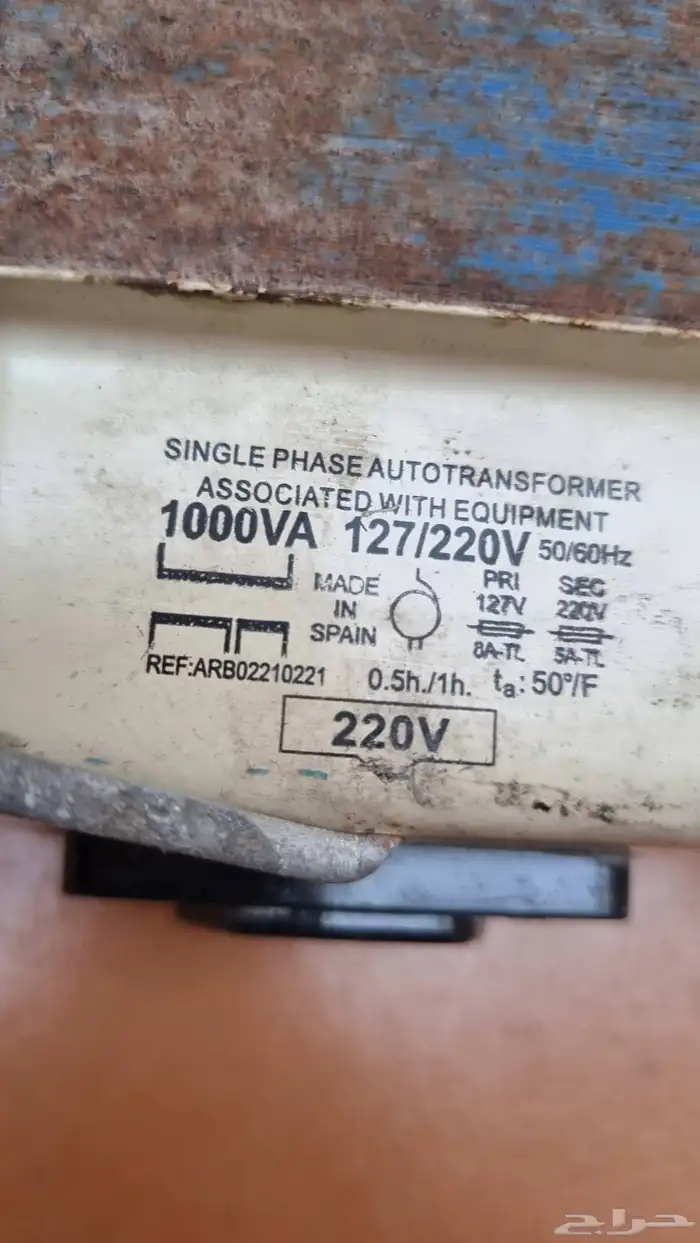 SINGLE PHASE AUTOTRANSFORMER
ASSOCIATED WITH EQUIPMENT
1000VA 127/220V 50/60Hz
MADE IN SPAIN
PRI SEC
127V 220V
8A-TL 5A-TL
REF:ARB02210221 0.5h./1h. ta: 50°/F
220V
حراج